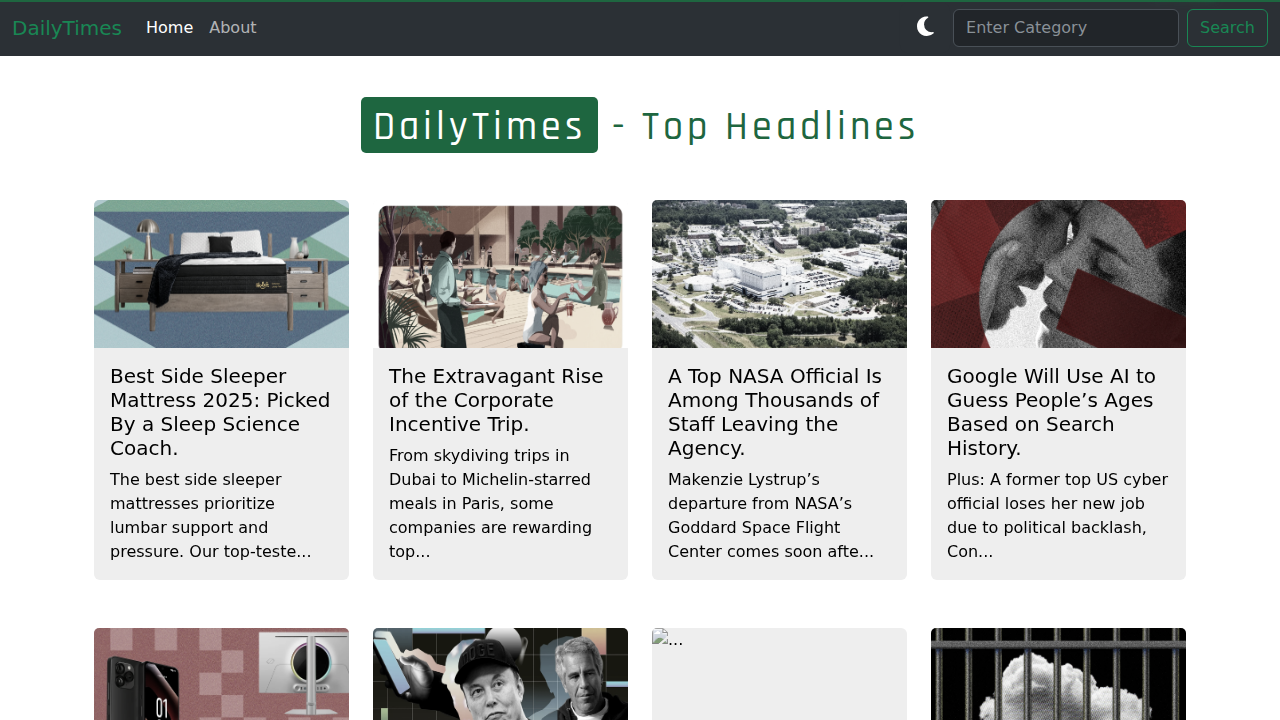 DailyTimes Home About Enter Category Search
DailyTimes - Top Headlines
Best Side Sleeper
Mattress 2025: Picked
By a Sleep Science
Coach.
The best side sleeper
mattresses prioritize
lumbar support and
pressure. Our top-teste...
The Extravagant Rise
of the Corporate
Incentive Trip.
From skydiving trips in
Dubai to Michelin-starred
meals in Paris, some
companies are rewarding
top...
A Top NASA Official Is
Among Thousands of
Staff Leaving the
Agency.
Makenzie Lystrup’s
departure from NASA’s
Goddard Space Flight
Center comes soon afte...
Google Will Use AI to
Guess People’s Ages
Based on Search
History.
Plus: A former top US cyber
official loses her new job
due to political backlash,
Con...
01
...